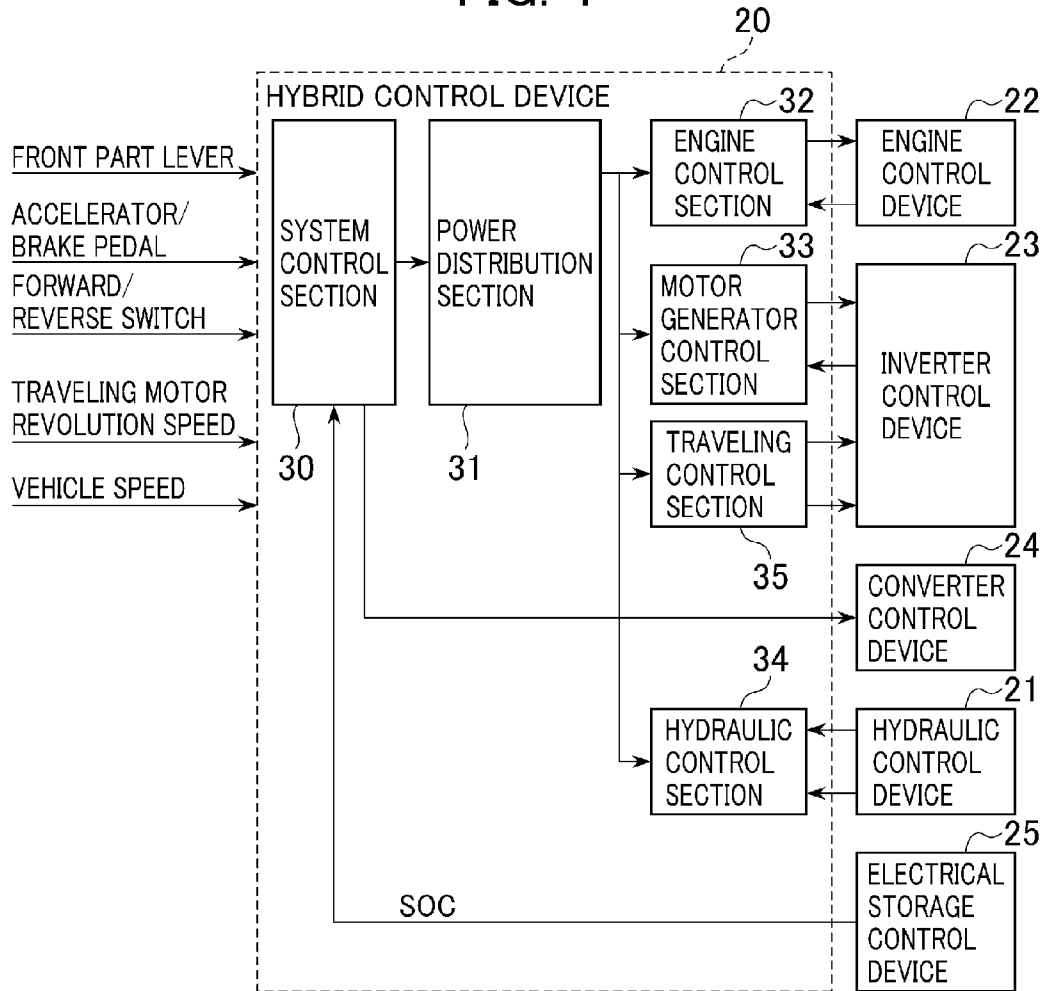 20
HYBRID CONTROL DEVICE
FRONT PART LEVER
ACCELERATOR/
BRAKE PEDAL
FORWARD/
REVERSE SWITCH
TRAVELING MOTOR
REVOLUTION SPEED
VEHICLE SPEED
SYSTEM
CONTROL
SECTION
30
POWER
DISTRIBUTION
SECTION
31
32
ENGINE
CONTROL
SECTION
33
MOTOR
GENERATOR
CONTROL
SECTION
TRAVELING
CONTROL
SECTION
35
34
HYDRAULIC
CONTROL
SECTION
22
ENGINE
CONTROL
DEVICE
23
INVERTER
CONTROL
DEVICE
24
CONVERTER
CONTROL
DEVICE
21
HYDRAULIC
CONTROL
DEVICE
25
ELECTRICAL
STORAGE
CONTROL
DEVICE
SOC